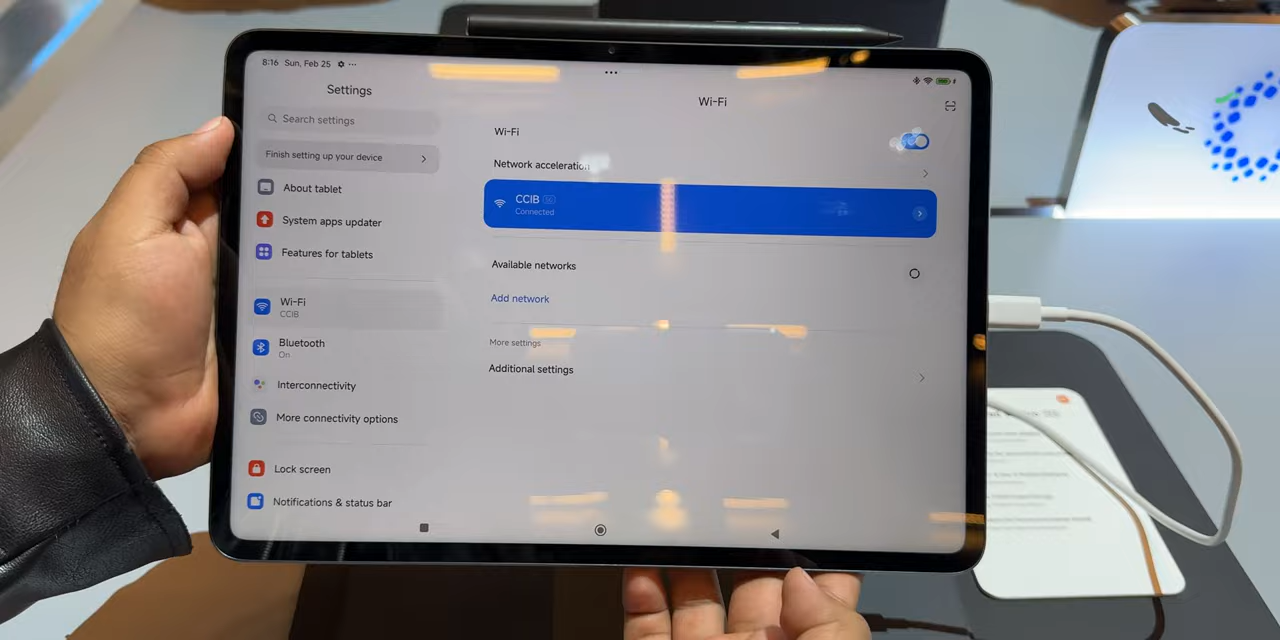 8:16 Sun, Feb 25
Settings
Search settings
Finish setting up your device
About tablet
System apps updater
Features for tablets
Wi-Fi
CCIB
Bluetooth
On
Interconnectivity
More connectivity options
Lock screen
Notifications & status bar
Wi-Fi
Wi-Fi
Network acceleration
CCIB
Connected
Available networks
Add network
More settings
Additional settings